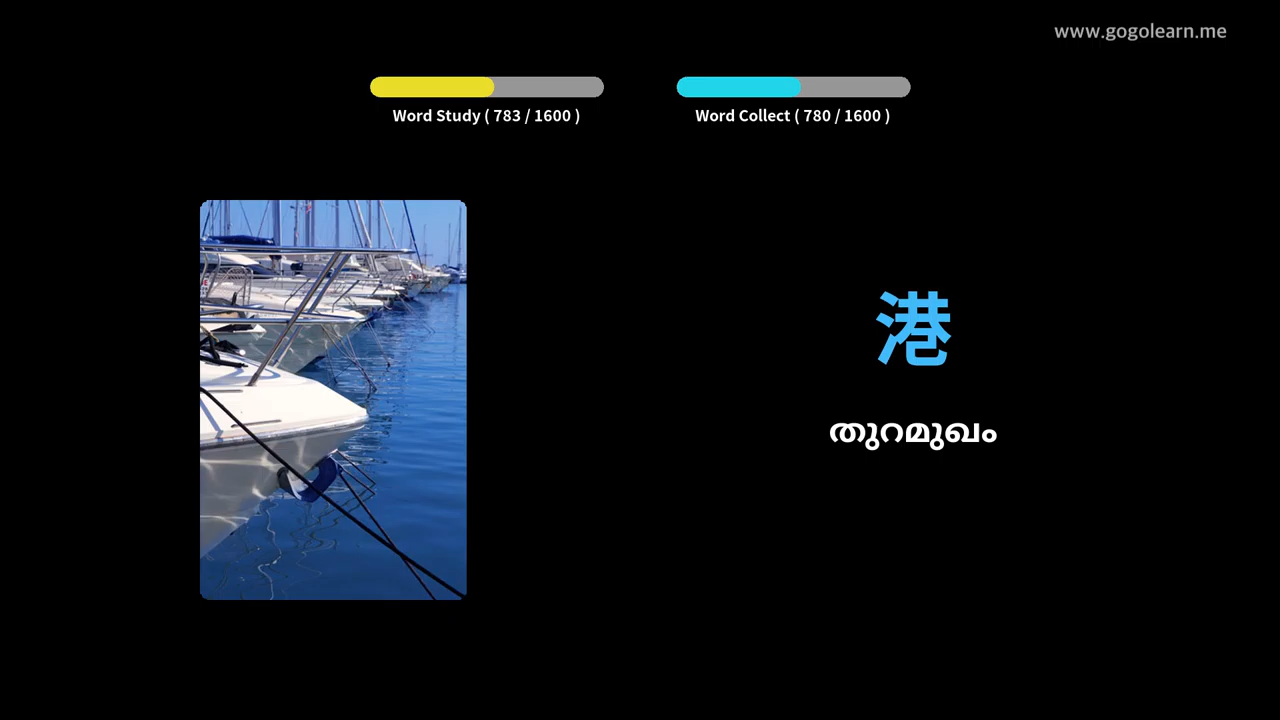 www.gogolearn.me
Word Study ( 783 / 1600 )
Word Collect ( 780 / 1600 )
港
തുറമുഖം